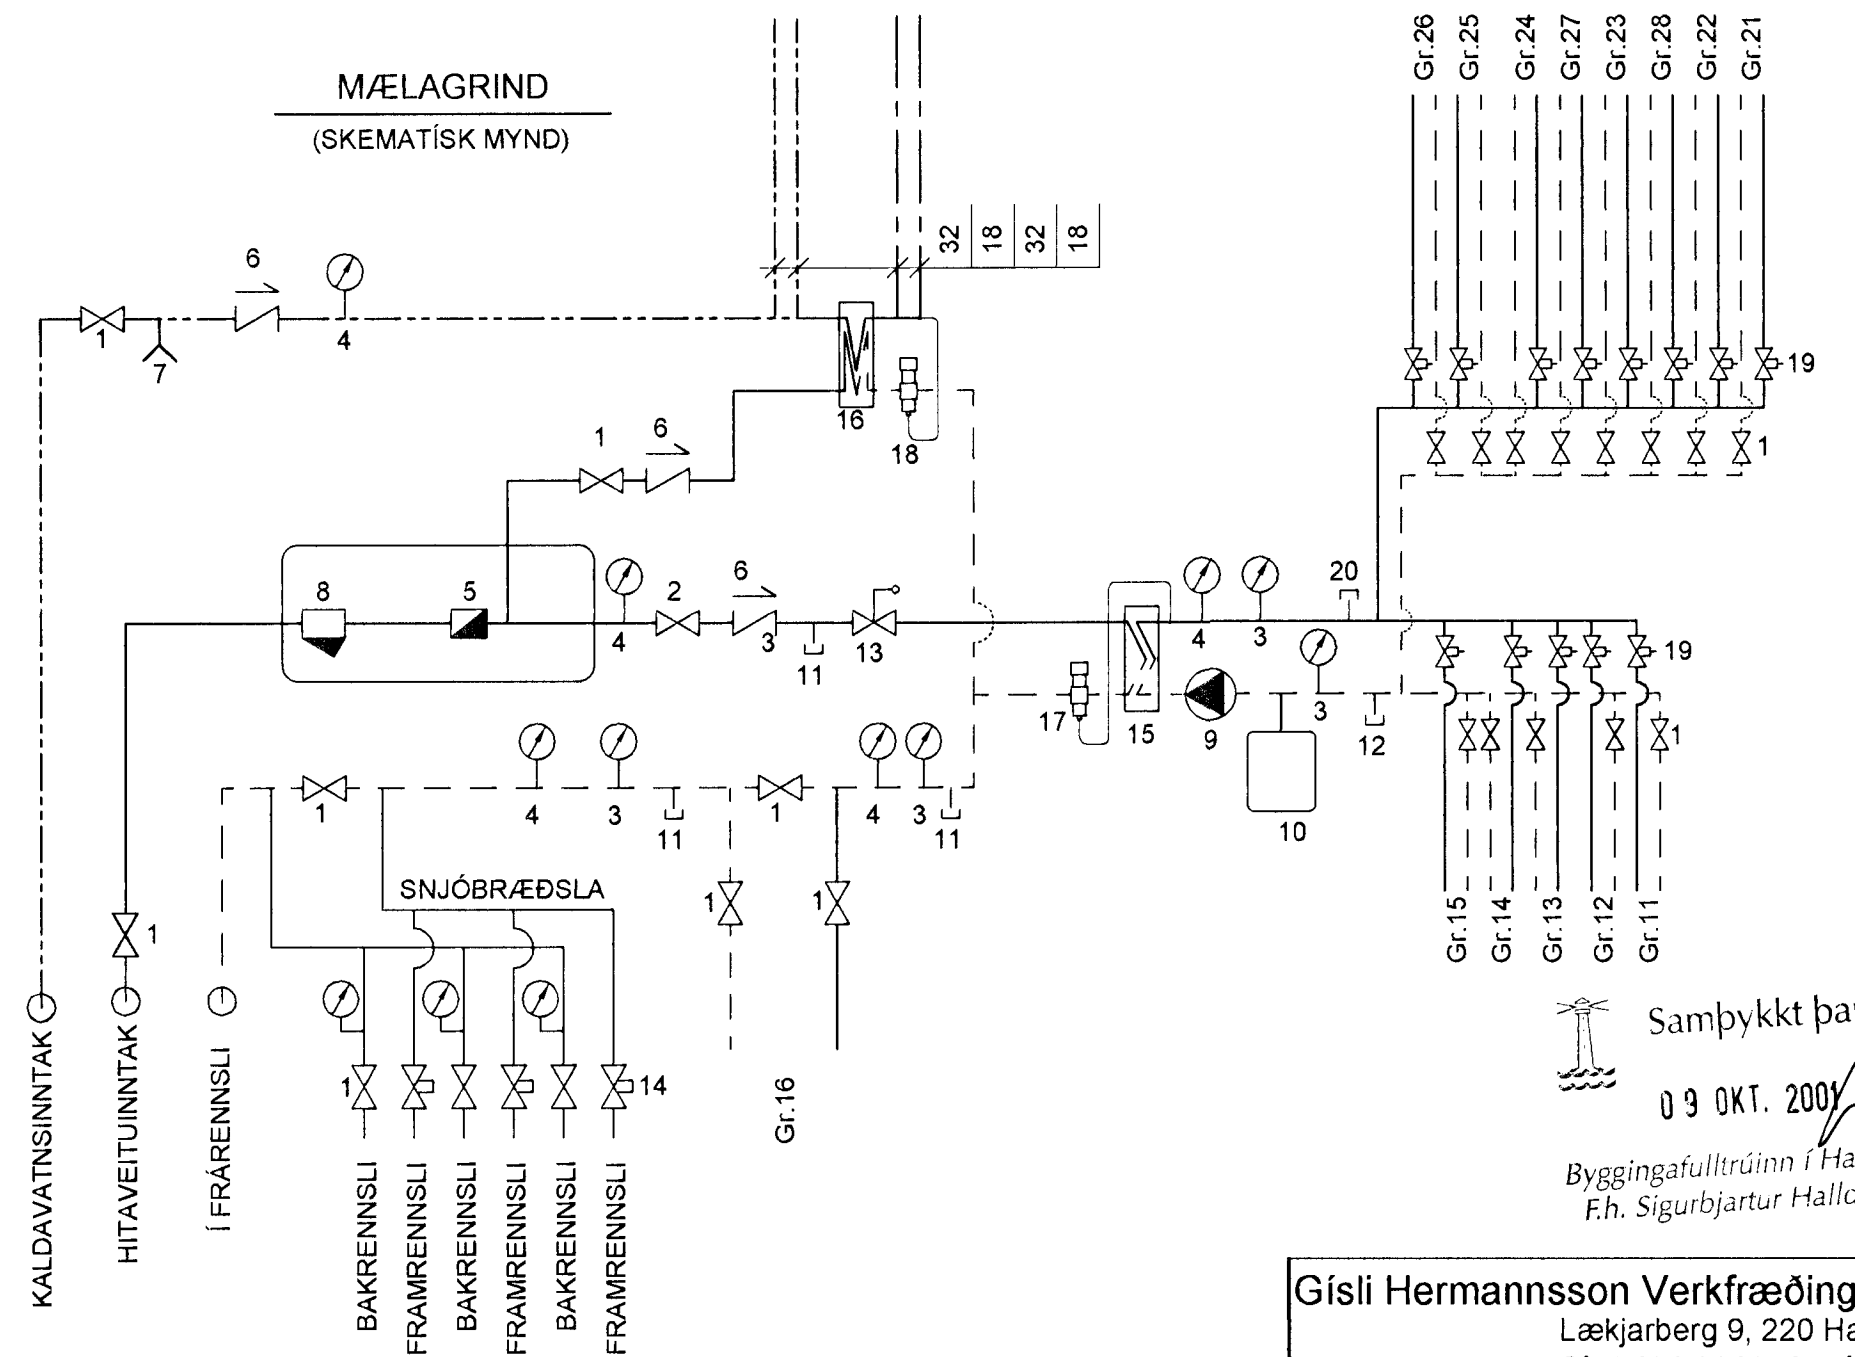 MÆLAGRIND
(SKEMATÍSK MYND)
Gr.26
Gr.25
Gr.24
Gr.27
Gr.23
Gr.28
Gr.22
Gr.21
32
18
32
18
6
4
1
7
16
18
19
1
6
1
8
5
4
2
6
3
11
13
4
3
20
19
17
15
9
10
3
12
1
1
4
3
11
1
4
3
11
SNJÓBRÆÐSLA
1
1
1
Gr.15
Gr.14
Gr.13
Gr.12
Gr.11
KALDAVATNSINNTAK
HITAVEITUINNTAK
Í FRÁRENNSLI
1
14
BAKRENNSLI
FRAMRENNSLI
BAKRENNSLI
FRAMRENNSLI
BAKRENNSLI
FRAMRENNSLI
Gr.16
Samþykkt
09 OKT. 2001
Byggingafulltrúinn í
F.h. Sigurbjartur
Gísli Hermannsson
Lækjarberg 9, 220